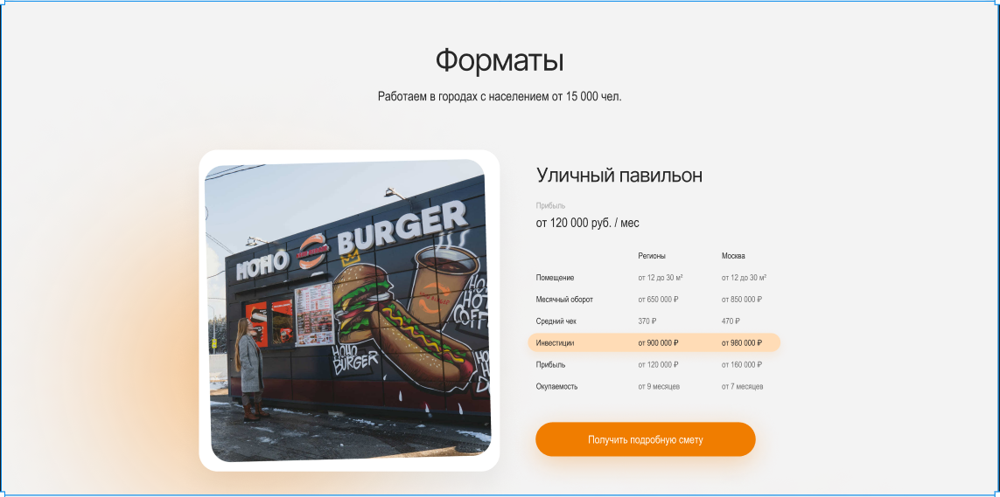 Форматы
Работаем в городах с населением от 15 000 чел.
HOHO BURGER
HOHO
BURGER
Уличный павильон
Прибыль
от 120 000 руб. / мес
Регионы Москва
Помещение от 12 до 30 м² от 12 до 30 м²
Месячный оборот от 650 000 ₽ от 850 000 ₽
Средний чек 370 ₽ 470 ₽
Инвестиции от 900 000 ₽ от 980 000 ₽
Прибыль от 120 000 ₽ от 160 000 ₽
Окупаемость от 9 месяцев от 7 месяцев
Получить подробную смету